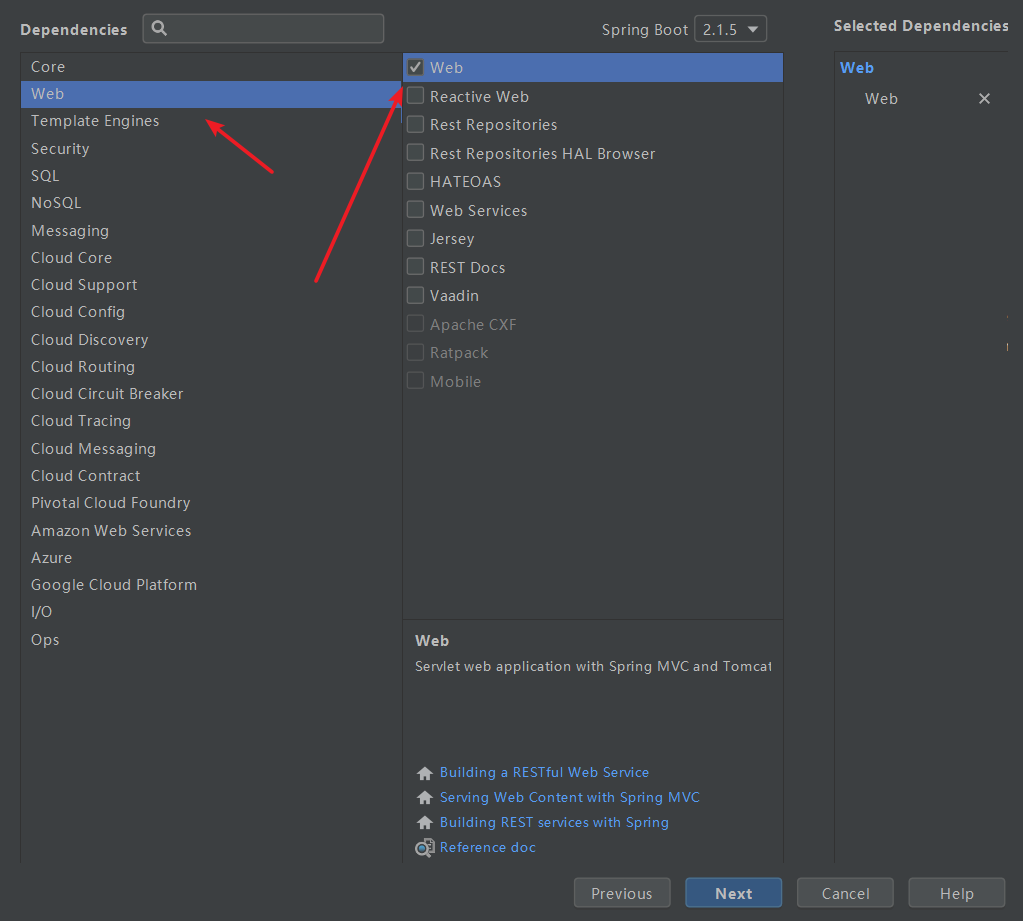 Dependencies
Spring Boot 2.1.5
Selected Dependencies
Core
Web
Template Engines
Security
SQL
NoSQL
Messaging
Cloud Core
Cloud Support
Cloud Config
Cloud Discovery
Cloud Routing
Cloud Circuit Breaker
Cloud Tracing
Cloud Messaging
Cloud Contract
Pivotal Cloud Foundry
Amazon Web Services
Azure
Google Cloud Platform
I/O
Ops
Web
Reactive Web
Rest Repositories
Rest Repositories HAL Browser
HATEOAS
Web Services
Jersey
REST Docs
Vaadin
Apache CXF
Ratpack
Mobile
Web
Servlet web application with Spring MVC and Tomcat
Building a RESTful Web Service
Serving Web Content with Spring MVC
Building REST services with Spring
Reference doc
Web
Web
Previous
Next
Cancel
Help